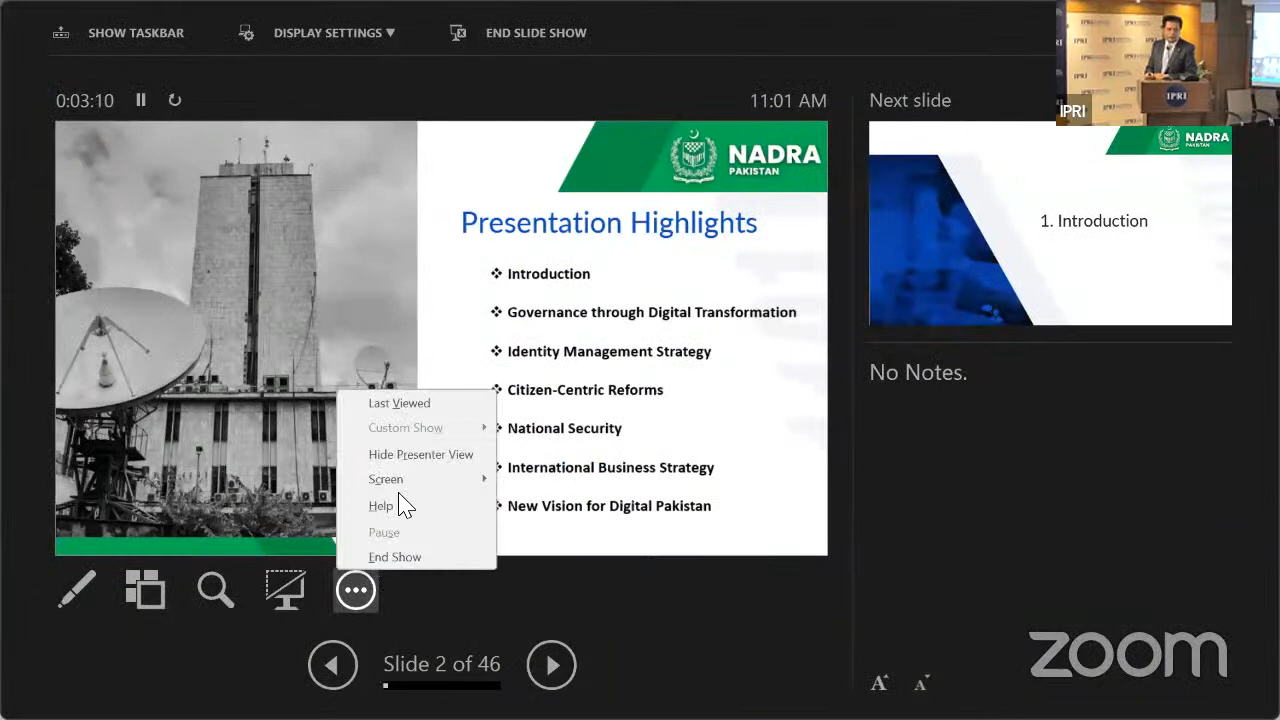 SHOW TASKBAR
DISPLAY SETTINGS ▼
END SLIDE SHOW
IPRI
IPRI
0:03:10
11:01 AM
Next slide
NADRA
PAKISTAN
Presentation Highlights
❖ Introduction
❖ Governance through Digital Transformation
❖ Identity Management Strategy
❖ Citizen-Centric Reforms
National Security
International Business Strategy
New Vision for Digital Pakistan
Last Viewed
Custom Show
Hide Presenter View
Screen
Help
Pause
End Show
NADRA
PAKISTAN
1. Introduction
No Notes.
Slide 2 of 46
A A
zoom